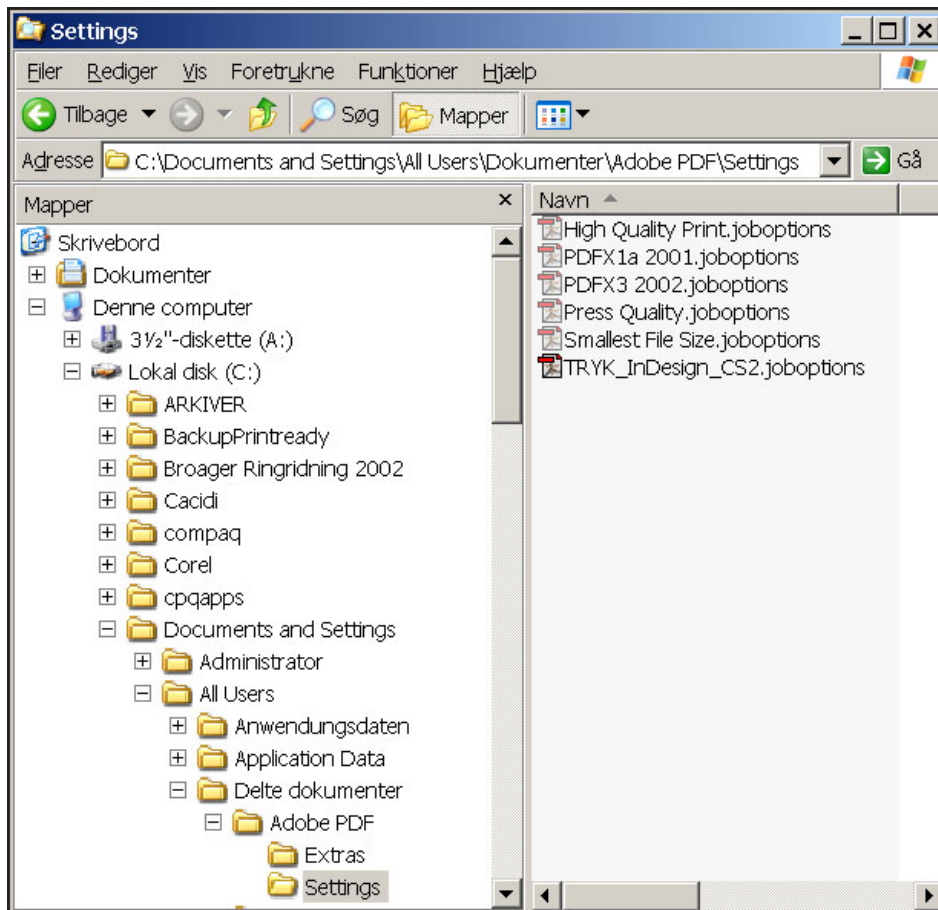 Settings
Filer Rediger Vis Foretrukne Funktioner Hjælp
Tilbage Søg Mapper
Adresse C:\Documents and Settings\All Users\Dokumenter\Adobe PDF\Settings Gå
Mapper
Skrivebord
Dokumenter
Denne computer
3½"-diskette (A:)
Lokal disk (C:)
ARKIVER
BackupPrintready
Broager Ringridning 2002
Cacidi
compaq
Corel
cpqapps
Documents and Settings
Administrator
All Users
Anwendungsdaten
Application Data
Delte dokumenter
Adobe PDF
Extras
Settings
Navn
High Quality Print.joboptions
PDFX1a 2001.joboptions
PDFX3 2002.joboptions
Press Quality.joboptions
Smallest File Size.joboptions
TRYK_InDesign_CS2.joboptions